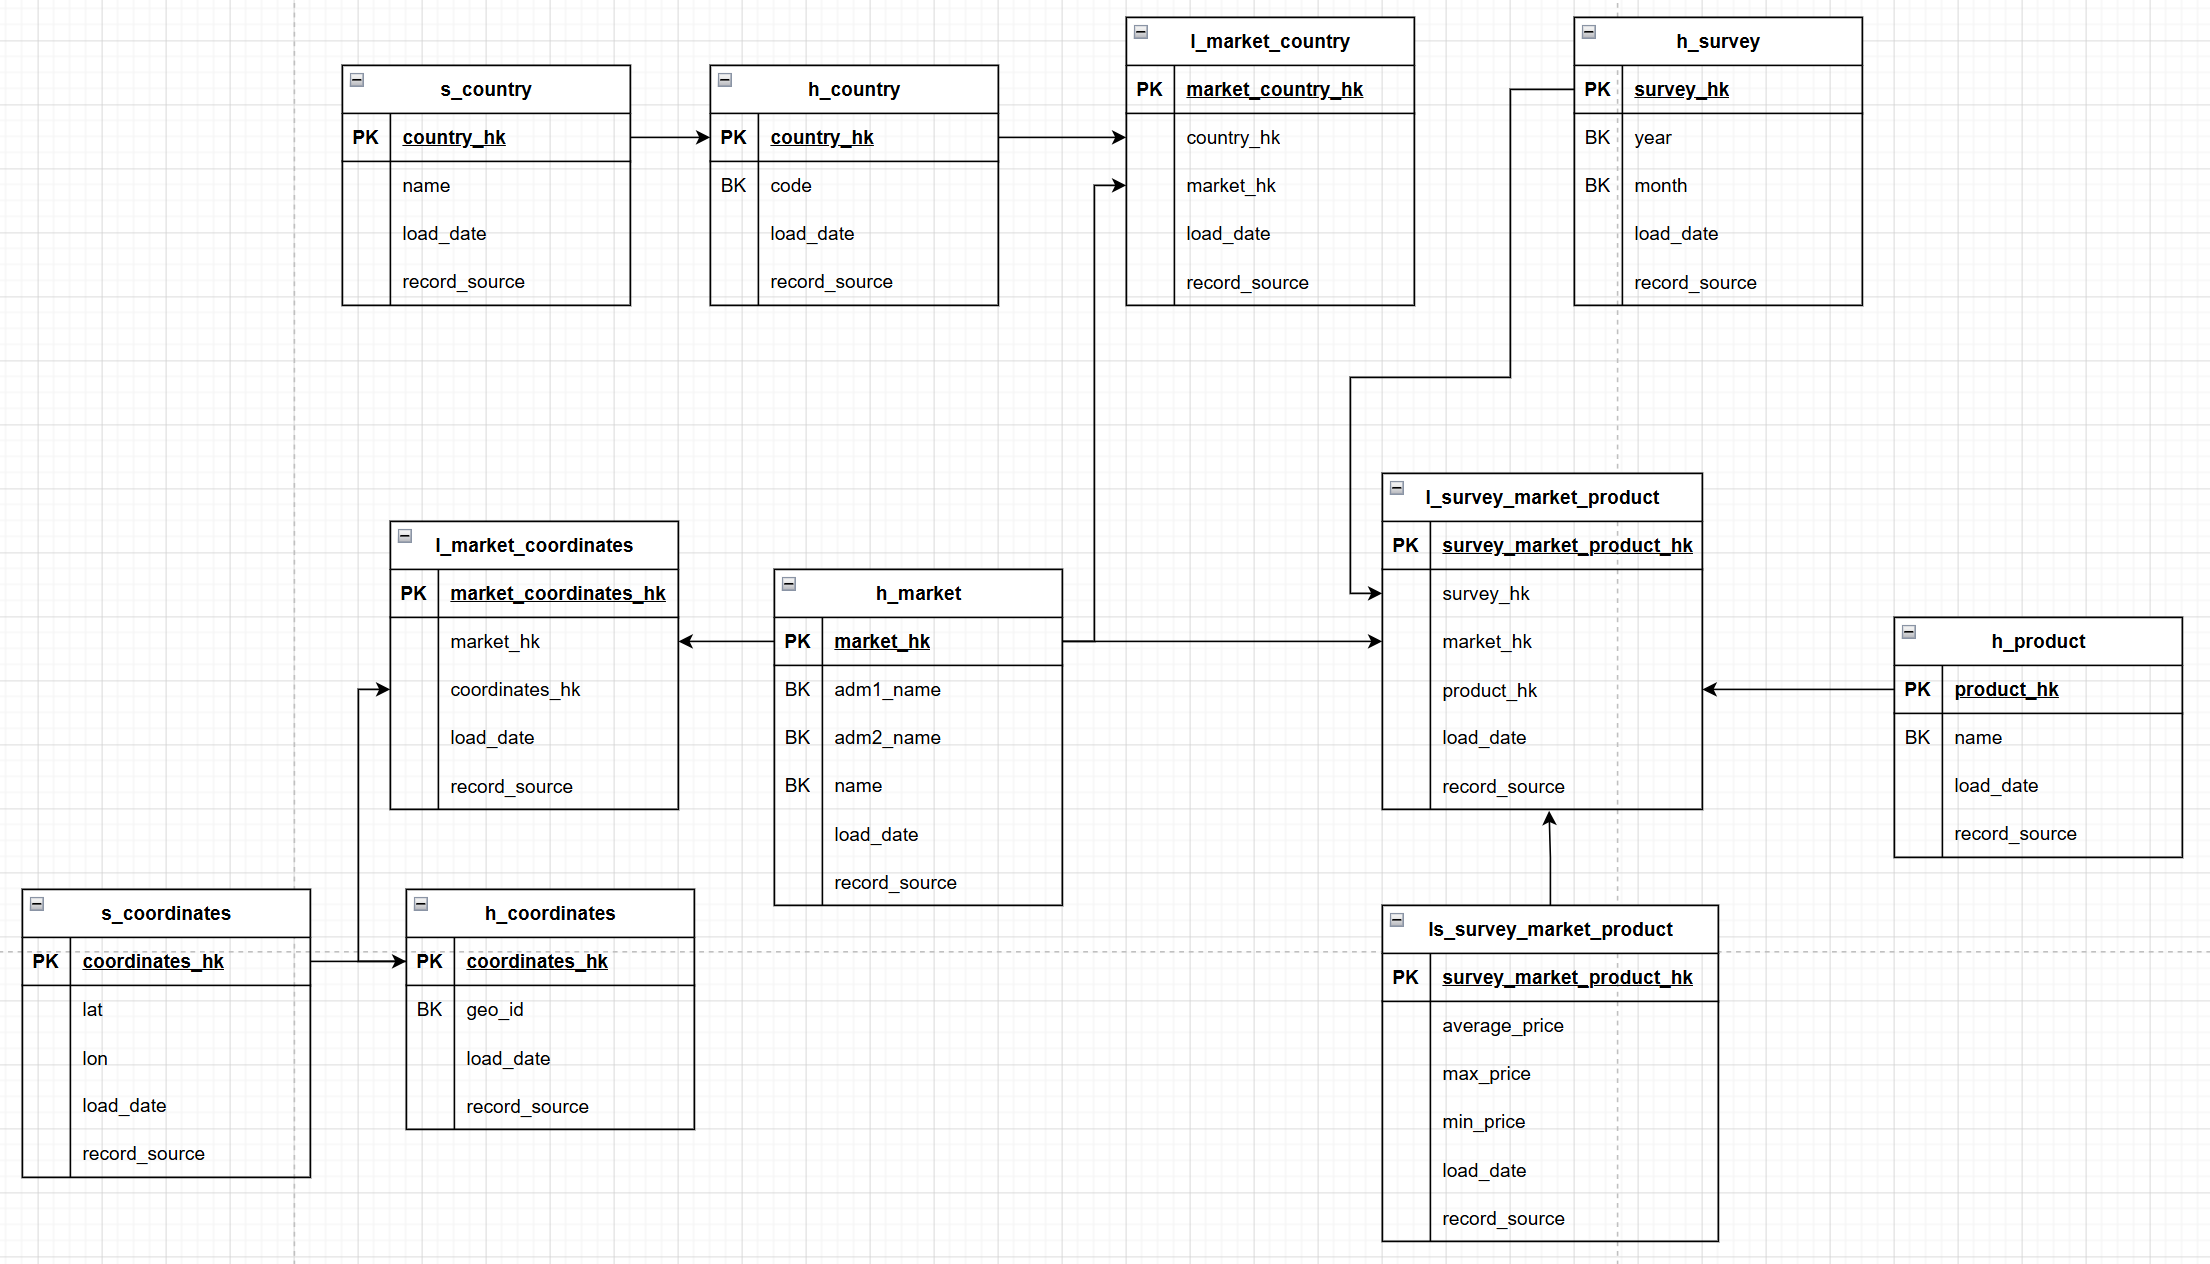 s_country
PK country_hk
name
load_date
record_source
h_country
PK country_hk
BK code
load_date
record_source
l_market_country
PK market_country_hk
country_hk
market_hk
load_date
record_source
h_survey
PK survey_hk
BK year
BK month
load_date
record_source
l_market_coordinates
PK market_coordinates_hk
market_hk
coordinates_hk
load_date
record_source
h_market
PK market_hk
BK adm1_name
BK adm2_name
BK name
load_date
record_source
l_survey_market_product
PK survey_market_product_hk
survey_hk
market_hk
product_hk
load_date
record_source
h_product
PK product_hk
BK name
load_date
record_source
s_coordinates
PK coordinates_hk
lat
lon
load_date
record_source
h_coordinates
PK coordinates_hk
BK geo_id
load_date
record_source
ls_survey_market_product
PK survey_market_product_hk
average_price
max_price
min_price
load_date
record_source